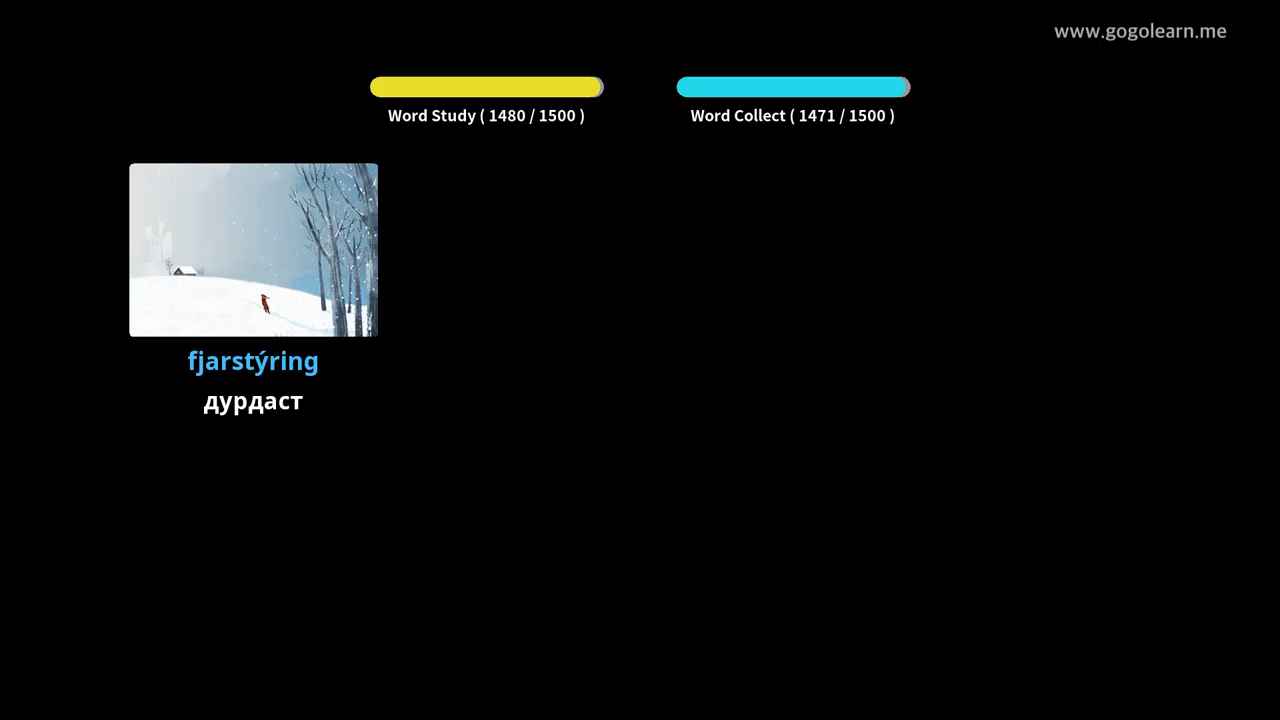 www.gogolearn.me
Word Study ( 1480 / 1500 )
Word Collect ( 1471 / 1500 )
fjarstýring
дурдаст